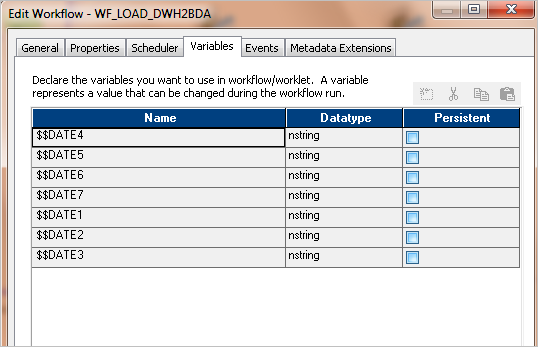 Edit Workflow - WF_LOAD_DWH2BDA
General Properties Scheduler Variables Events Metadata Extensions
Declare the variables you want to use in workflow/worklet. A variable
represents a value that can be changed during the workflow run.
Name Datatype Persistent
$$DATE4 nstring
$$DATE5 nstring
$$DATE6 nstring
$$DATE7 nstring
$$DATE1 nstring
$$DATE2 nstring
$$DATE3 nstring